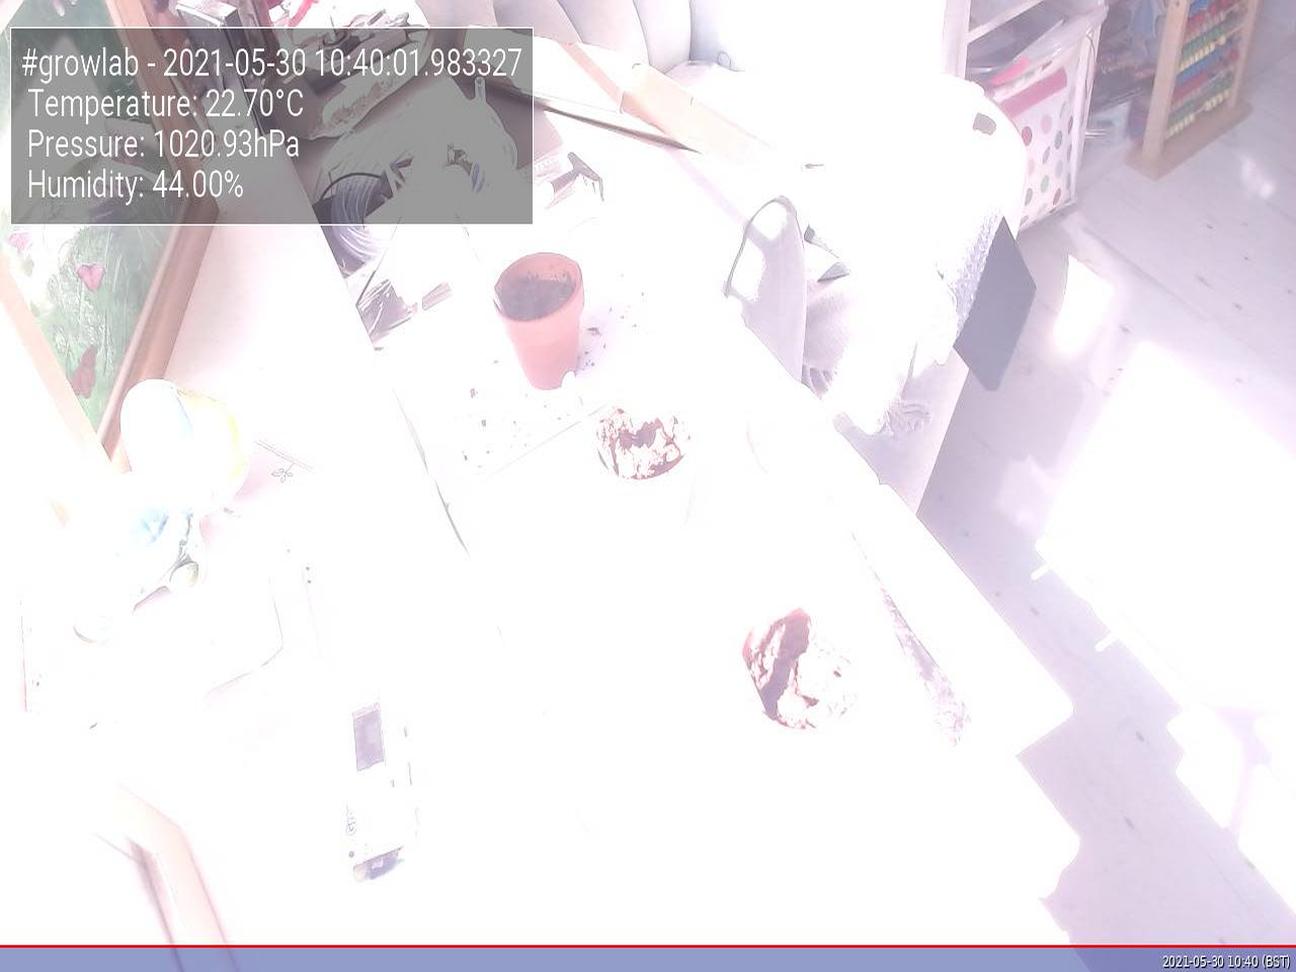 #growlab - 2021-05-30 10:40:01.983327
Temperature: 22.70°C
Pressure: 1020.93hPa
Humidity: 44.00%
2021-05-30 10:40 (BST)